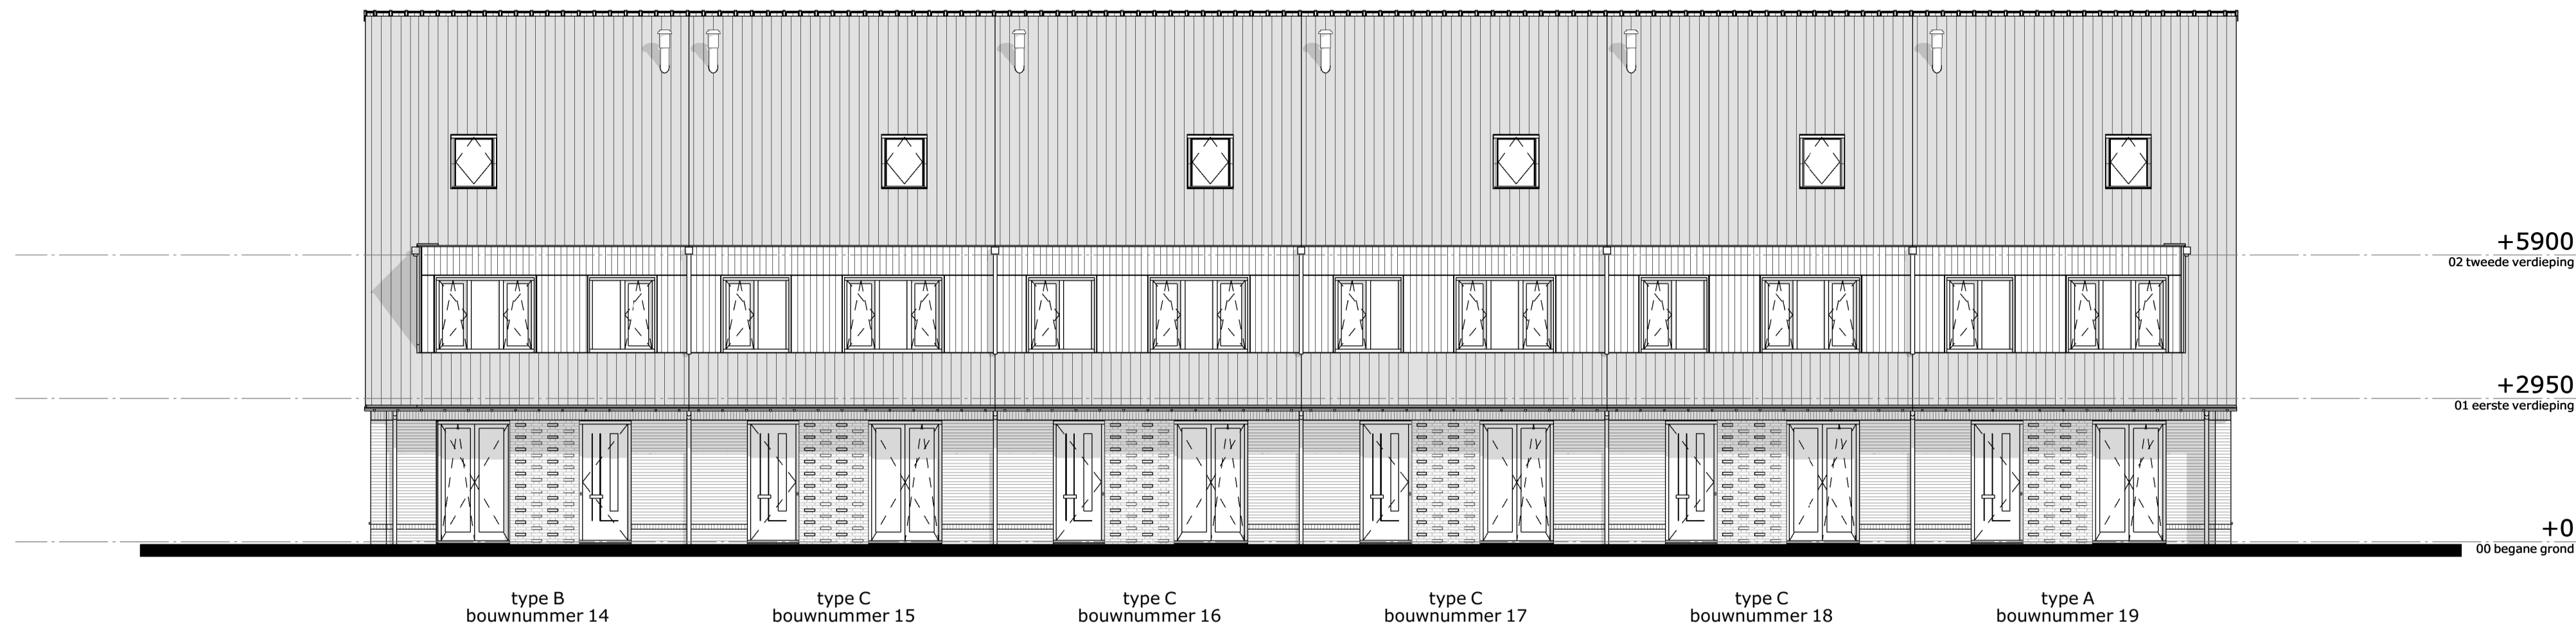 +5900
02 tweede verdieping
+2950
01 eerste verdieping
+0
00 begane grond
type B
bouwnummer 14
type C
bouwnummer 15
type C
bouwnummer 16
type C
bouwnummer 17
type C
bouwnummer 18
type A
bouwnummer 19